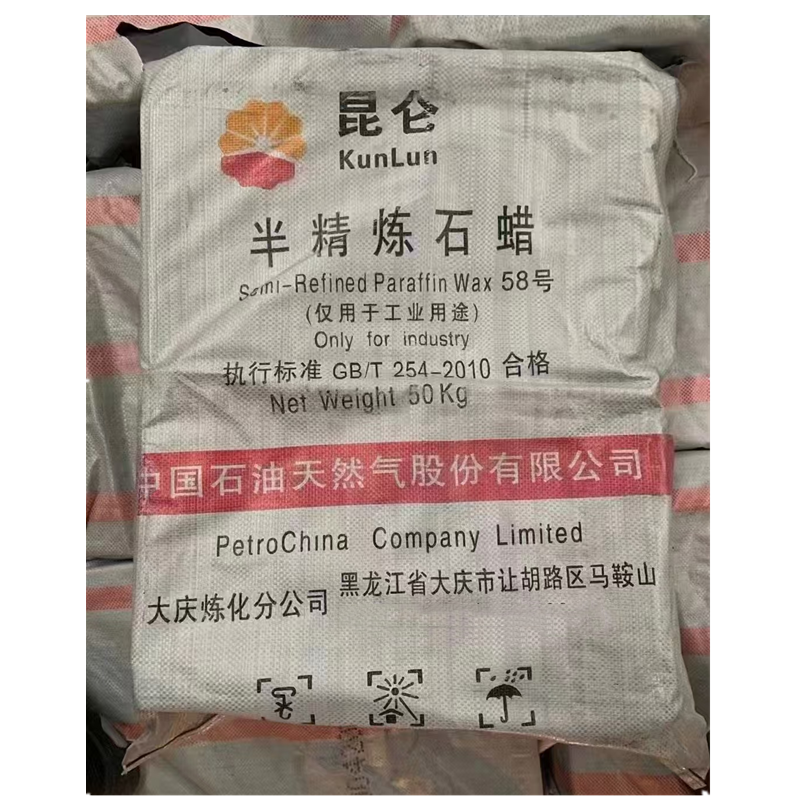 昆仑
KunLun
半精炼石蜡
Semi-Refined Paraffin Wax 58号
(仅用于工业用途)
Only for industry
执行标准 GB/T 254-2010 合格
Net Weight 50Kg
中国石油天然气股份有限公司
PetroChina Company Limited
大庆炼化分公司 黑龙江省大庆市让胡路区马鞍山